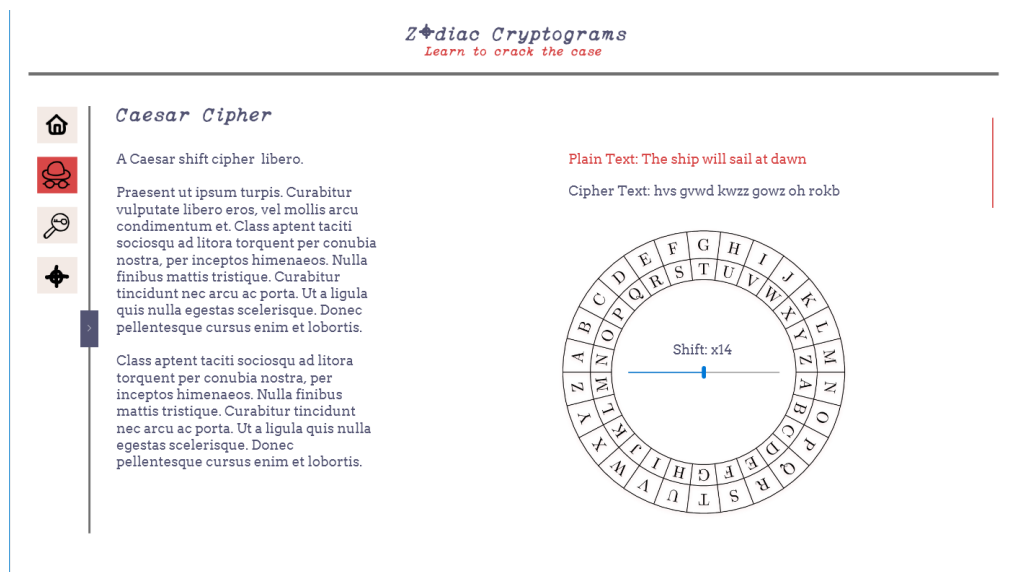 Z⌖diac Cryptograms
Learn to crack the case
Caesar Cipher
A Caesar shift cipher libero.
Praesent ut ipsum turpis. Curabitur
vulputate libero eros, vel mollis arcu
condimentum et. Class aptent taciti
sociosqu ad litora torquent per conubia
nostra, per inceptos himenaeos. Nulla
finibus mattis tristique. Curabitur
tincidunt nec arcu ac porta. Ut a ligula
quis nulla egestas scelerisque. Donec
pellentesque cursus enim et lobortis.
Class aptent taciti sociosqu ad litora
torquent per conubia nostra, per
inceptos himenaeos. Nulla finibus
mattis tristique. Curabitur tincidunt
nec arcu ac porta. Ut a ligula quis nulla
egestas scelerisque. Donec
pellentesque cursus enim et lobortis.
Plain Text: The ship will sail at dawn
Cipher Text: hvs gvwd kwzz gowz oh rokb
A B C D E F G H I J K L M N O P Q R S T U V W X Y Z
N O P Q R S T U V W X Y Z A B C D E F G H I J K L M
Shift: x14